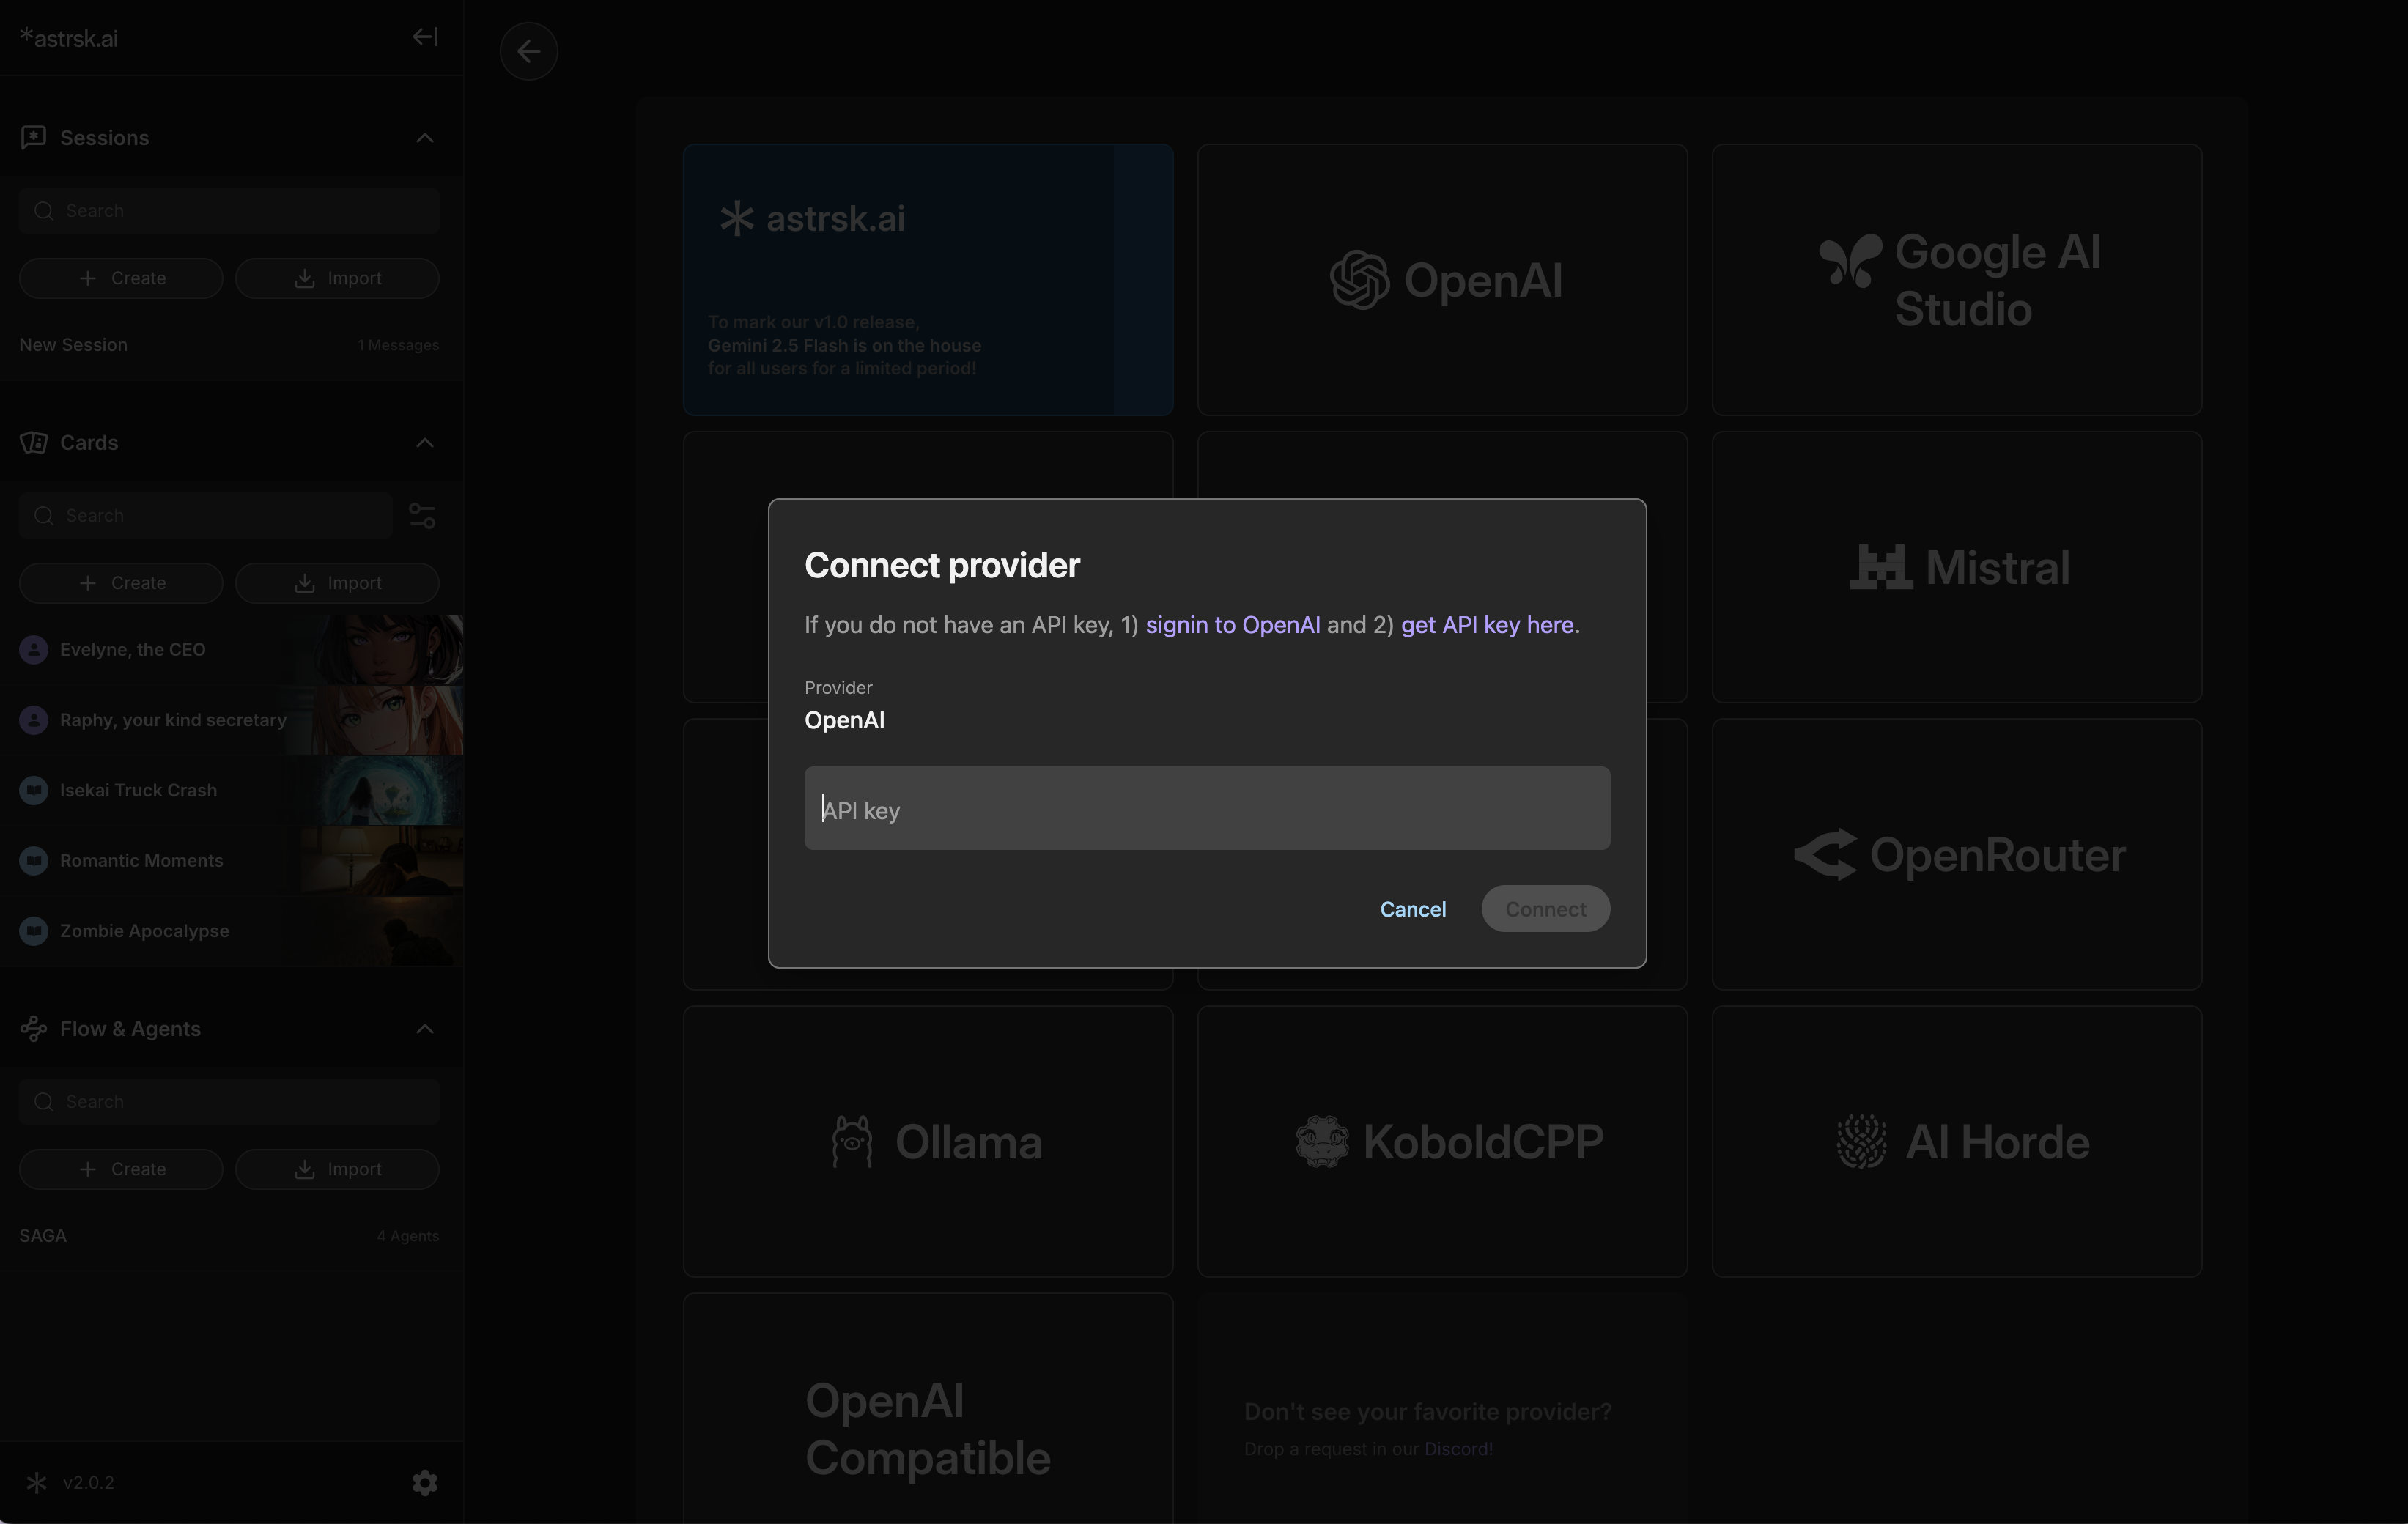 *astrsk.ai
Sessions
Search
Create
Import
New Session
1 Messages
Cards
Search
Create
Import
Evelyne, the CEO
Raphy, your kind secretary
Isekai Truck Crash
Romantic Moments
Zombie Apocalypse
Flow & Agents
Search
Create
Import
SAGA
4 Agents
v2.0.2
astrsk.ai
To mark our v1.0 release,
Gemini 2.5 Flash is on the house
for all users for a limited period!
OpenAI
Google AI
Studio
Mistral
Connect provider
If you do not have an API key, 1) signin to OpenAI and 2) get API key here.
Provider
OpenAI
API key
Cancel
Connect
OpenRouter
Ollama
KoboldCPP
AI Horde
OpenAI
Compatible
Don't see your favorite provider?
Drop a request in our Discord!